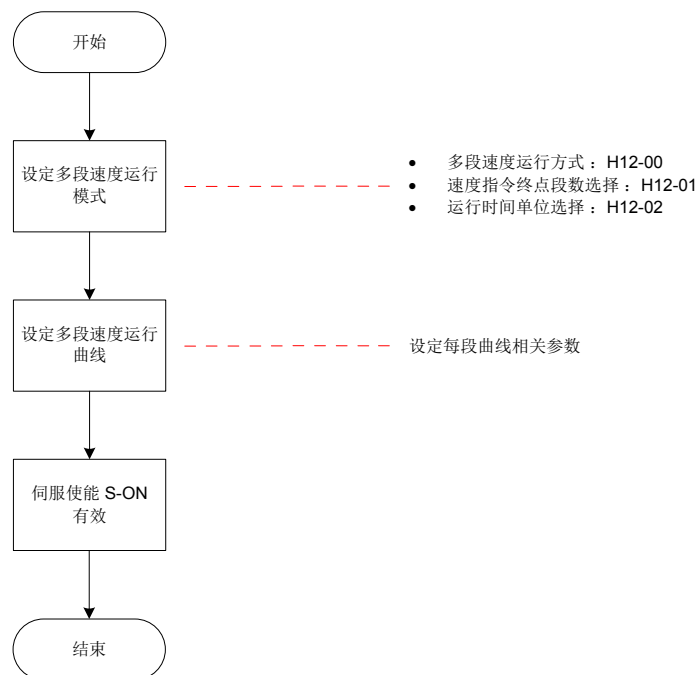 开始
设定多段速度运行
模式
• 多段速度运行方式：H12-00
• 速度指令终点段数选择：H12-01
• 运行时间单位选择：H12-02
设定多段速度运行
曲线
设定每段曲线相关参数
伺服使能 S-ON
有效
结束